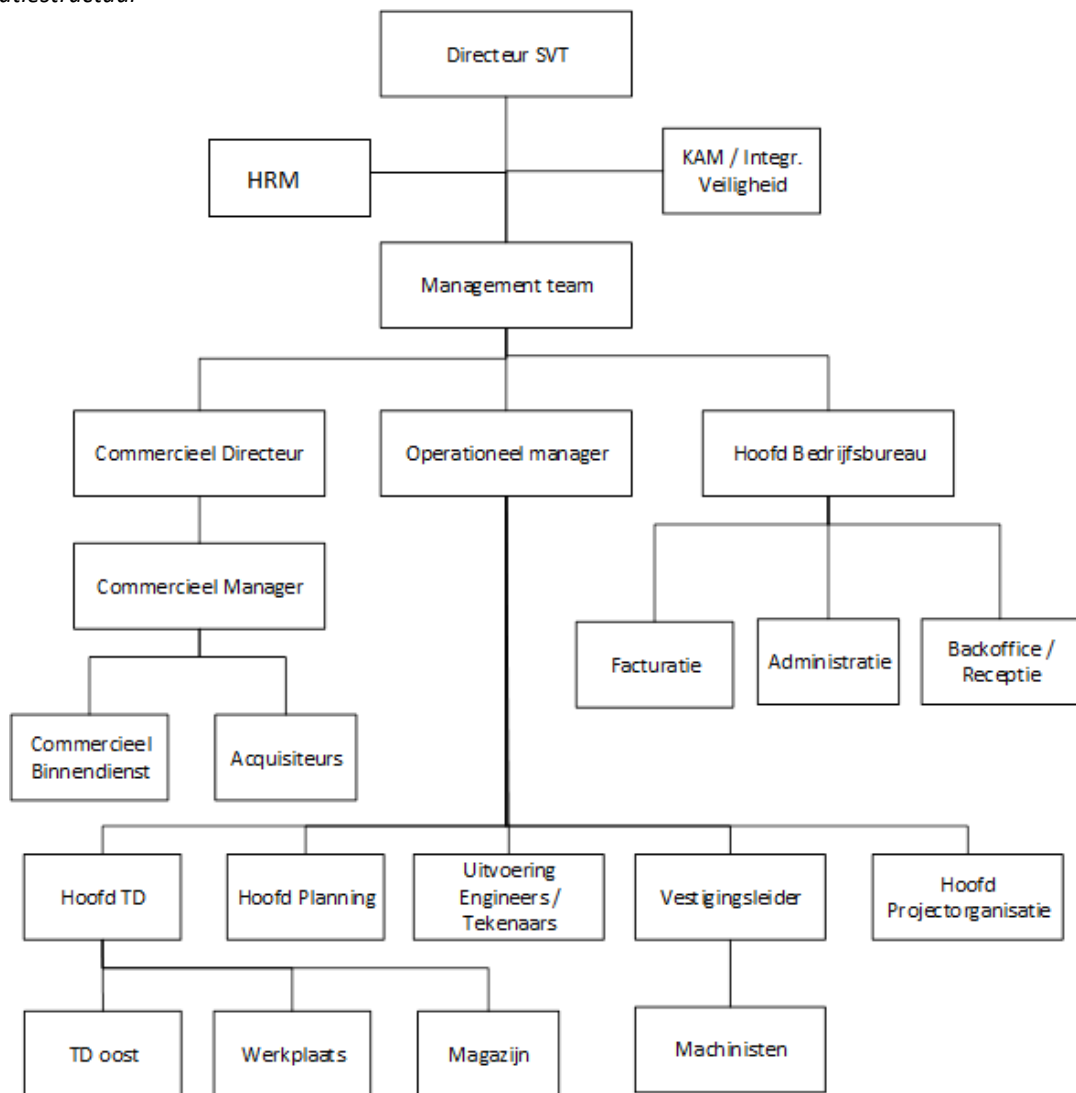 Directeur SVT
HRM
KAM / Integr.
Veiligheid
Management team
Commercieel Directeur
Operationeel manager
Hoofd Bedrijfsbureau
Commercieel Manager
Facturatie
Administratie
Backoffice /
Receptie
Commercieel
Binnendienst
Acquisiteurs
Hoofd TD
Hoofd Planning
Uitvoering
Engineers /
Tekenaars
Vestigingsleider
Hoofd
Projectorganisatie
TD oost
Werkplaats
Magazijn
Machinisten